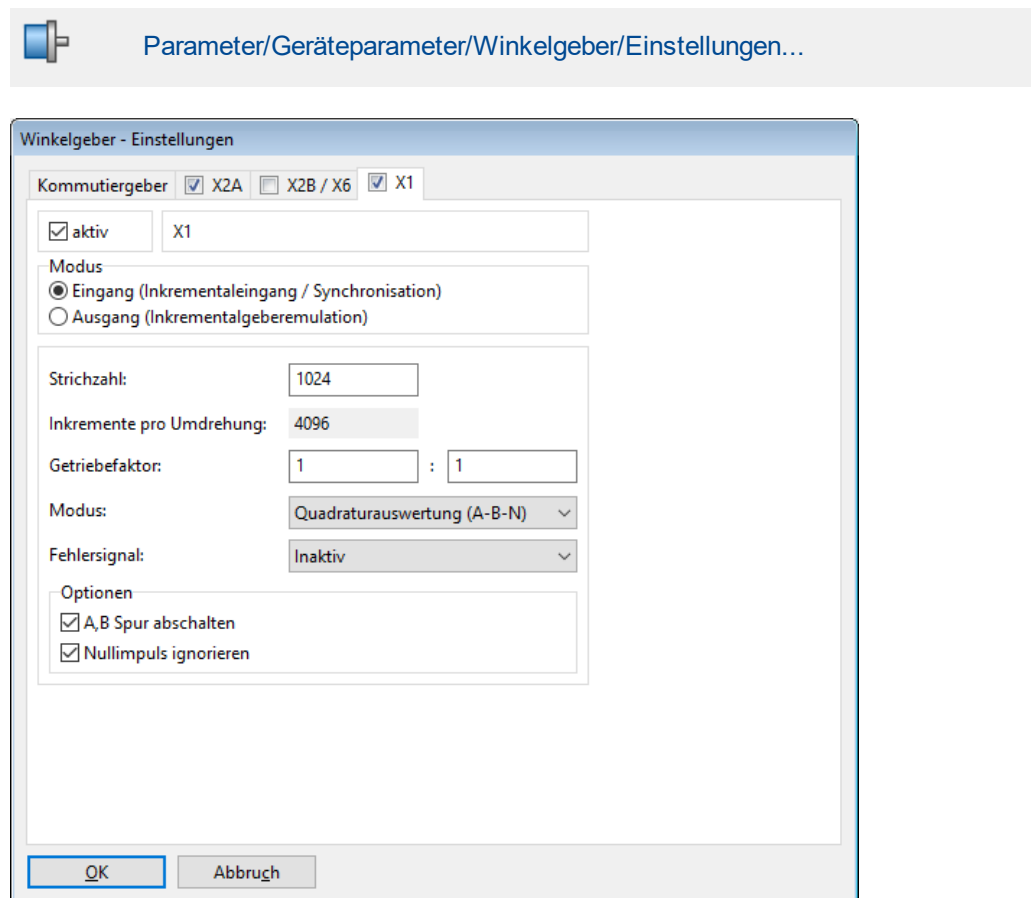 Parameter/Geräteparameter/Winkelgeber/Einstellungen...
Winkelgeber - Einstellungen
Kommutiergeber X2A X2B / X6 X1
aktiv X1
Modus
Eingang (Inkrementaleingang / Synchronisation)
Ausgang (Inkrementalgeberemulation)
Strichzahl: 1024
Inkremente pro Umdrehung: 4096
Getriebefaktor: 1 : 1
Modus: Quadraturauswertung (A-B-N)
Fehlersignal: Inaktiv
Optionen
A,B Spur abschalten
Nullimpuls ignorieren
OK Abbruch